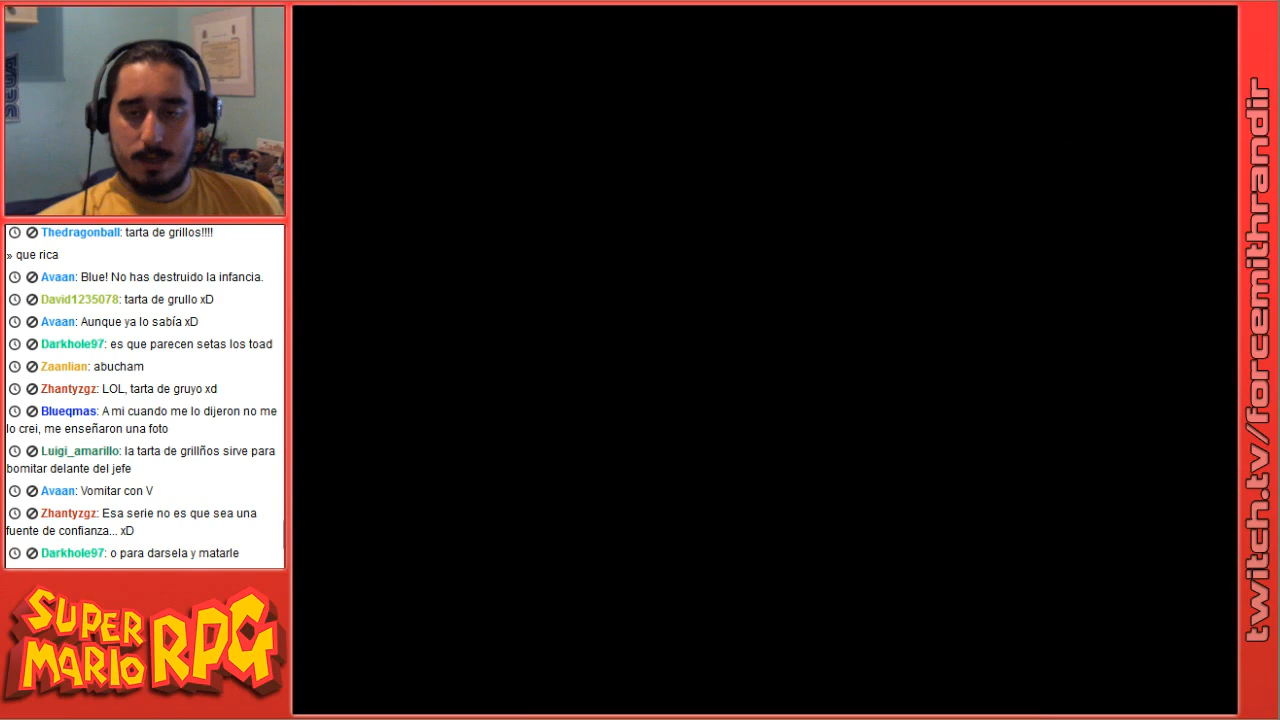 SEGA
Thedragonball: tarta de grillos!!!!
» que rica
Avaan: Blue! No has destruido la infancia.
David1235078: tarta de grullo xD
Avaan: Aunque ya lo sabía xD
Darkhole97: es que parecen setas los toad
Zaanlian: abucham
Zhantyzgz: LOL, tarta de gruyo xd
Blueqmas: A mi cuando me lo dijeron no me
lo crei, me enseñaron una foto
Luigi_amarillo: la tarta de grillños sirve para
bomitar delante del jefe
Avaan: Vomitar con V
Zhantyzgz: Esa serie no es que sea una
fuente de confianza... xD
Darkhole97: o para darsela y matarle
SUPER
MARIO RPG
twitch.tv/forcemithrandir